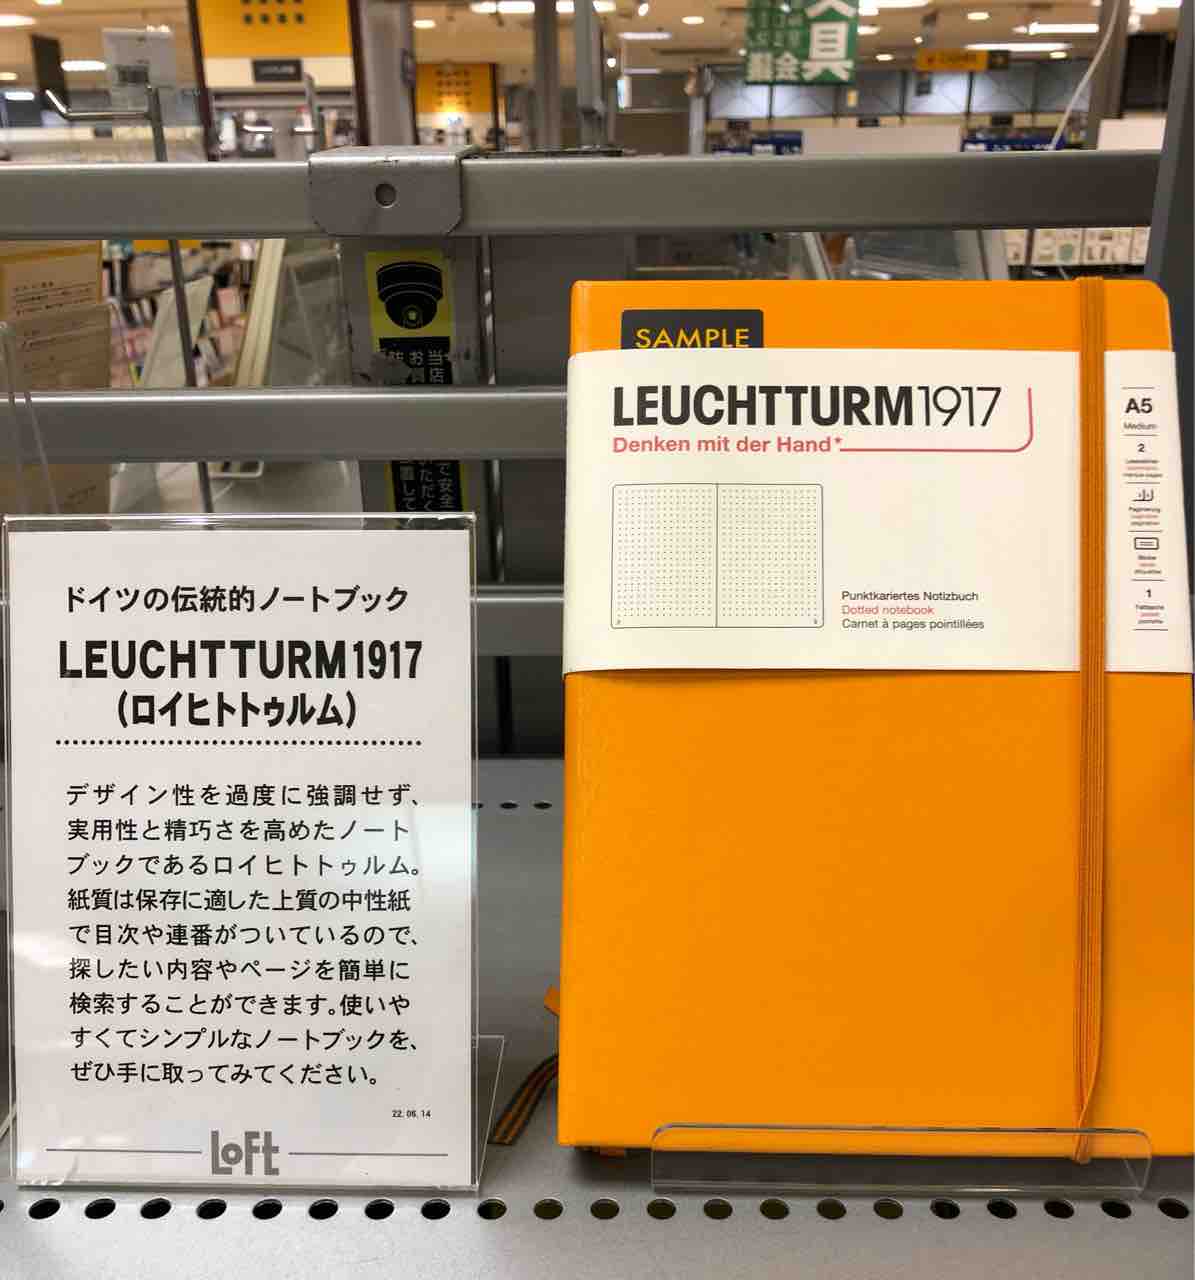 文具
SAMPLE
LEUCHTTURM1917
Denken mit der Hand*
A5
Medium
2
1
Punktkariertes Notizbuch
Dotted notebook
Carnet à pages pointillées
ドイツの伝統的ノートブック
LEUCHTTURM1917
(ロイヒトトゥルム)
デザイン性を過度に強調せず、
実用性と精巧さを高めたノート
ブックであるロイヒトトゥルム。
紙質は保存に適した上質の中性紙
で目次や連番がついているので、
探したい内容やページを簡単に
検索することができます。使いや
すくてシンプルなノートブックを、
ぜひ手に取ってみてください。
22. 06. 14
LOFt